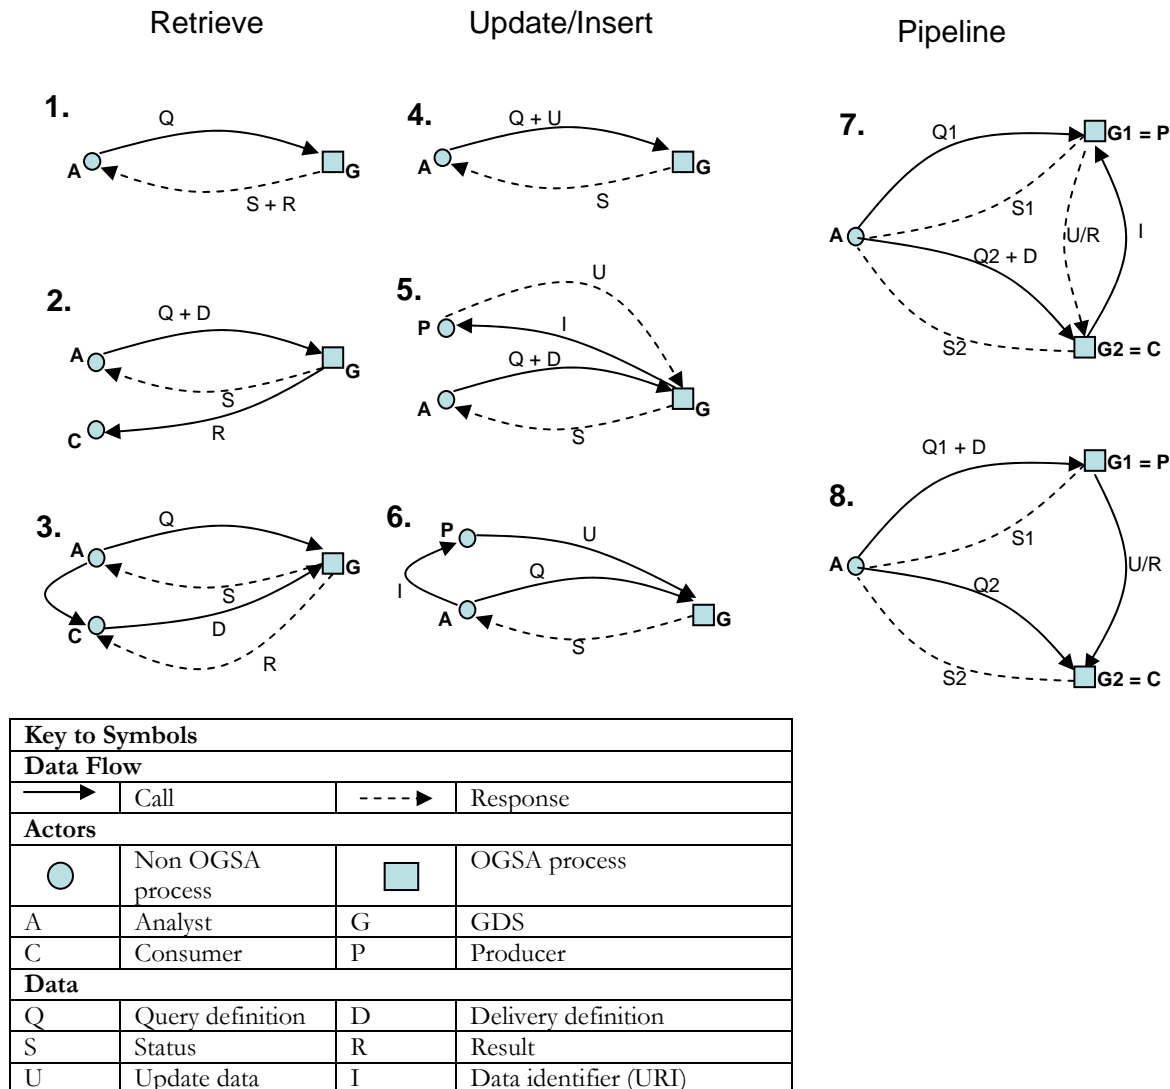 Retrieve
Update/Insert
Pipeline
1.
Q
A
G
S + R
2.
Q + D
A
G
S
C
R
3.
Q
A
G
S
C
D
R
4.
Q + U
A
G
S
5.
U
P
I
Q + D
A
G
S
6.
P
U
Q
I
A
G
S
7.
Q1
G1 = P
S1
A
U/R
I
Q2 + D
S2
G2 = C
8.
Q1 + D
G1 = P
S1
A
U/R
Q2
S2
G2 = C
Key to Symbols
Data Flow
Call Response
Actors
Non OGSA OGSA process
process
A Analyst G GDS
C Consumer P Producer
Data
Q Query definition D Delivery definition
S Status R Result
U Update data I Data identifier (URI)